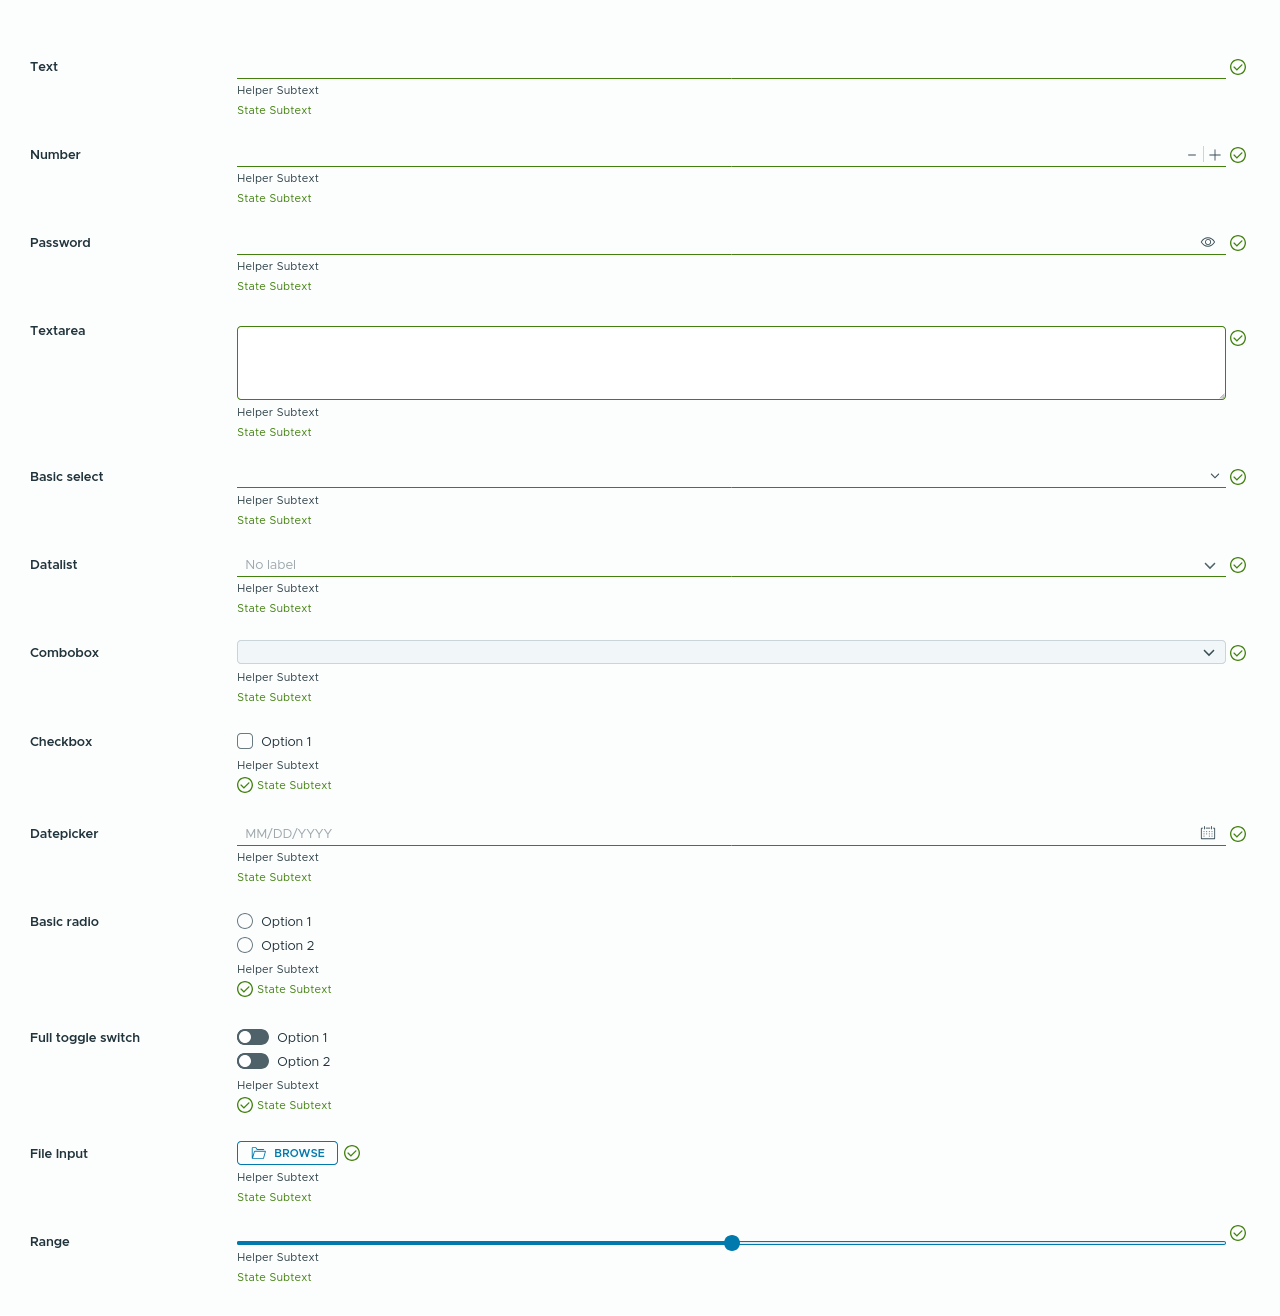 Text
Helper Subtext
State Subtext
Number
Helper Subtext
State Subtext
Password
Helper Subtext
State Subtext
Textarea
Helper Subtext
State Subtext
Basic select
Helper Subtext
State Subtext
Datalist
No label
Helper Subtext
State Subtext
Combobox
Helper Subtext
State Subtext
Checkbox
Option 1
Helper Subtext
State Subtext
Datepicker
MM/DD/YYYY
Helper Subtext
State Subtext
Basic radio
Option 1
Option 2
Helper Subtext
State Subtext
Full toggle switch
Option 1
Option 2
Helper Subtext
State Subtext
File Input
BROWSE
Helper Subtext
State Subtext
Range
Helper Subtext
State Subtext